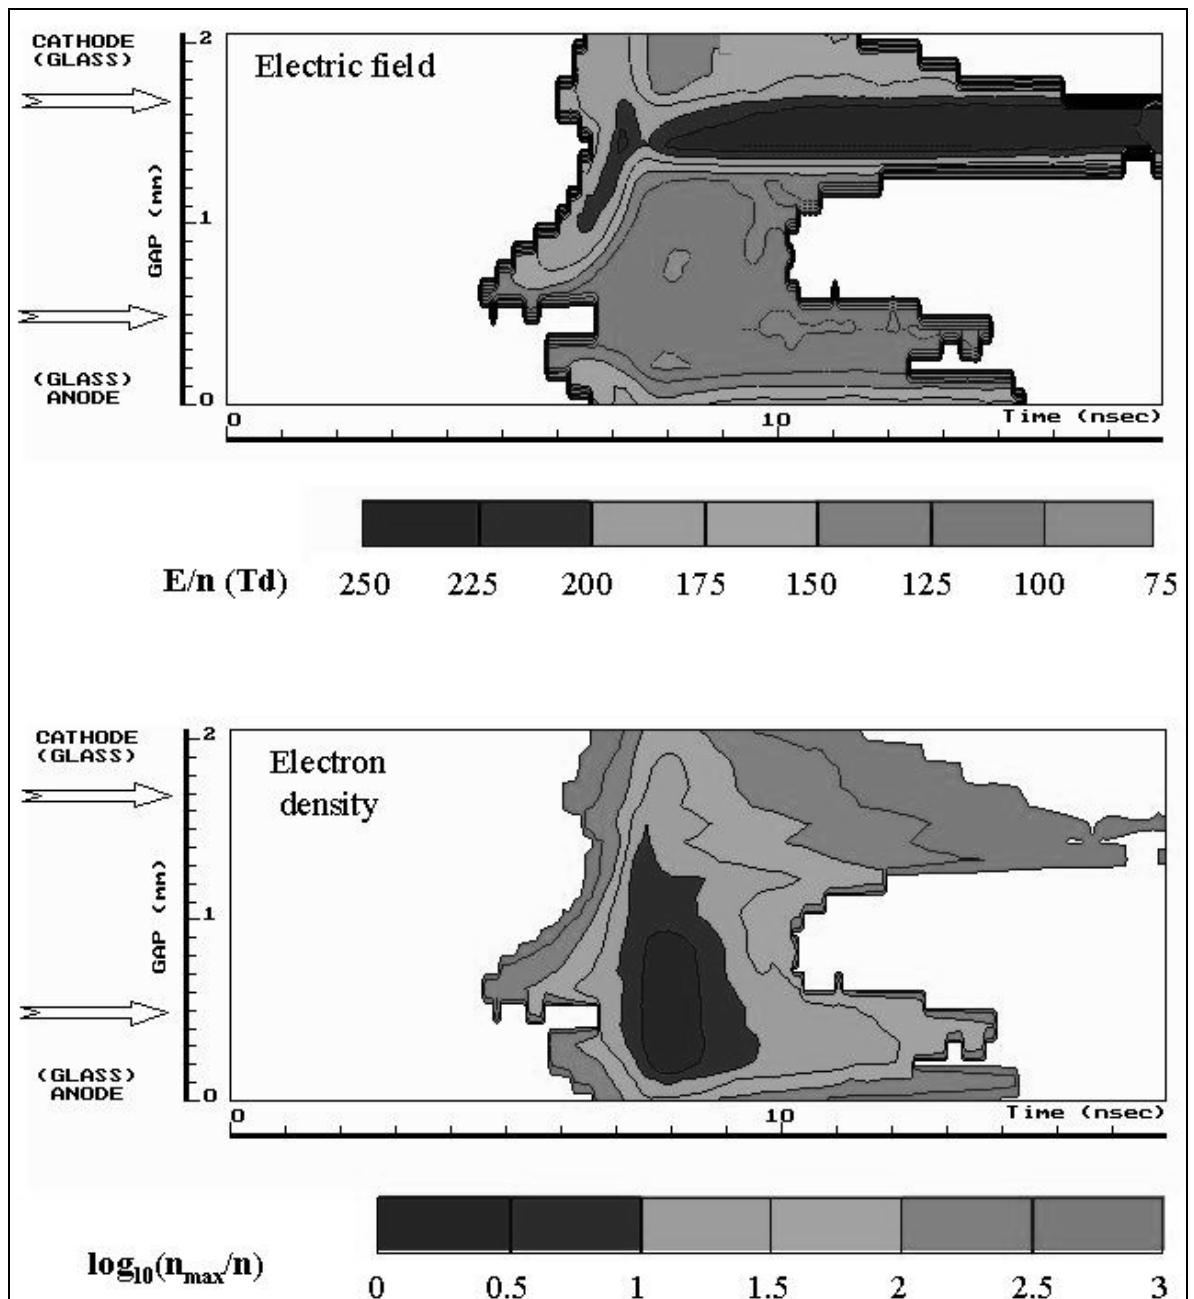 CATHODE
(GLASS)
2
Electric field
GAP (mm)
1
(GLASS)
ANODE
0
0
10
Time (nsec)
E/n (Td)
250
225
200
175
150
125
100
75
CATHODE
(GLASS)
2
Electron
density
GAP (mm)
1
(GLASS)
ANODE
0
0
10
Time (nsec)
log₁₀(nₘₐₓ/n)
0
0.5
1
1.5
2
2.5
3